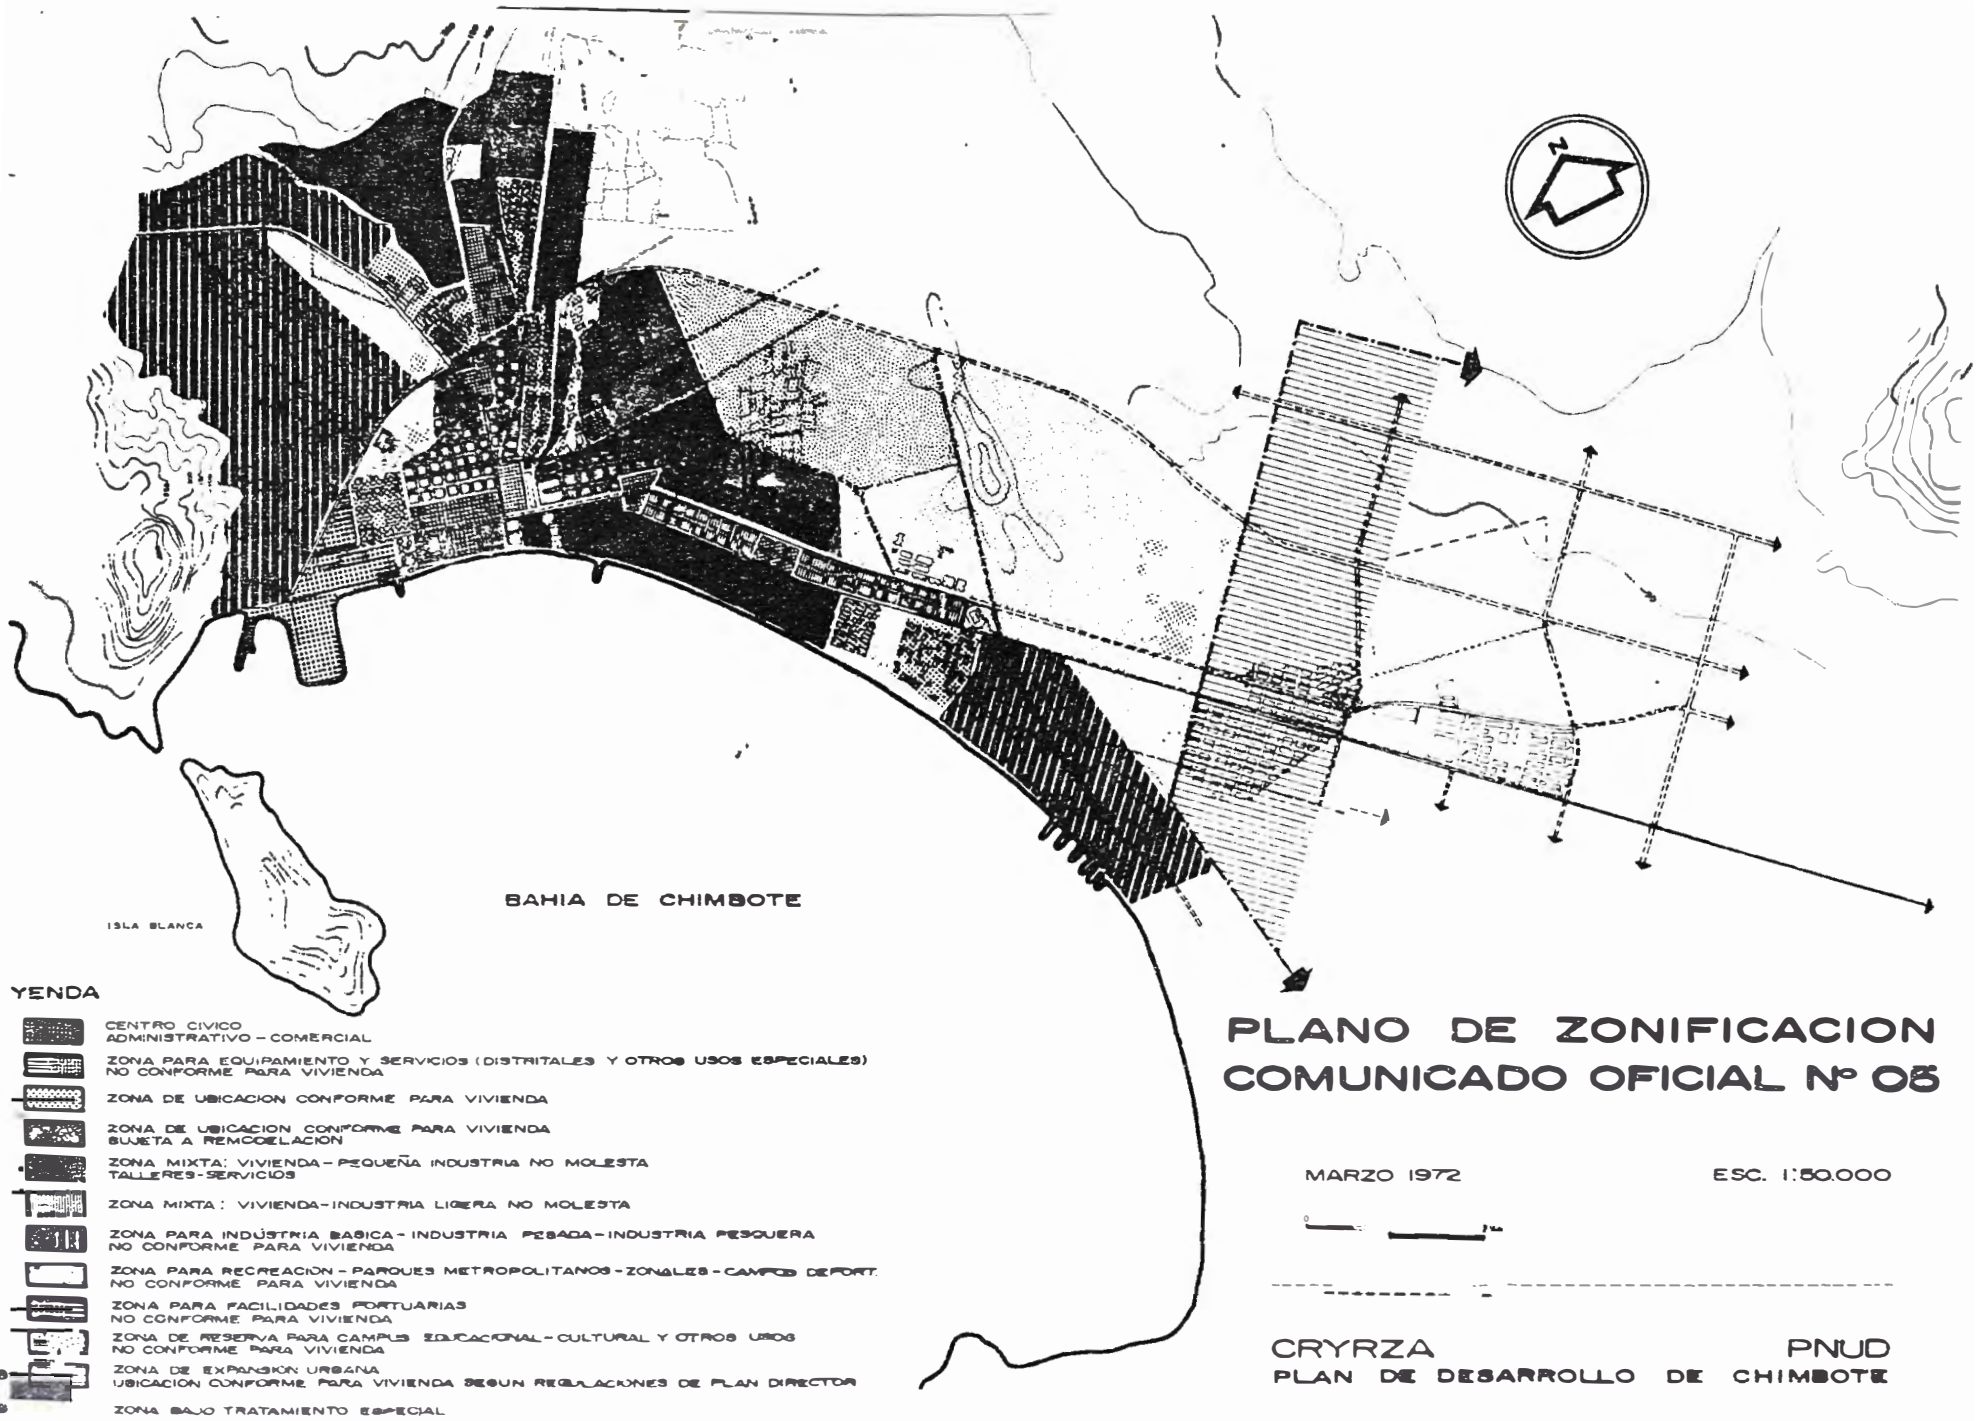 N
BAHIA DE CHIMBOTE
ISLA BLANCA
YENDA
CENTRO CIVICO
ADMINISTRATIVO - COMERCIAL
ZONA PARA EQUIPAMIENTO Y SERVICIOS (DISTRITALES Y OTROS USOS ESPECIALES)
NO CONFORME PARA VIVIENDA
ZONA DE UBICACION CONFORME PARA VIVIENDA
ZONA DE UBICACION CONFORME PARA VIVIENDA
SUJETA A REMODELACION
ZONA MIXTA: VIVIENDA - PEQUEÑA INDUSTRIA NO MOLESTA
TALLERES - SERVICIOS
ZONA MIXTA: VIVIENDA - INDUSTRIA LIGERA NO MOLESTA
ZONA PARA INDUSTRIA BASICA - INDUSTRIA PESADA - INDUSTRIA PESQUERA
NO CONFORME PARA VIVIENDA
ZONA PARA RECREACION - PARQUES METROPOLITANOS - ZONALES - CAMPOS DEPORT.
NO CONFORME PARA VIVIENDA
ZONA PARA FACILIDADES PORTUARIAS
NO CONFORME PARA VIVIENDA
ZONA DE RESERVA PARA CAMPUS EDUCACIONAL - CULTURAL Y OTROS USOS
NO CONFORME PARA VIVIENDA
ZONA DE EXPANSION URBANA
UBICACION CONFORME PARA VIVIENDA SEGUN REGULACIONES DE PLAN DIRECTOR
ZONA BAJO TRATAMIENTO ESPECIAL
PLANO DE ZONIFICACION
COMUNICADO OFICIAL Nº 05
MARZO 1972 ESC. 1:50.000
CRYRZA PNUD
PLAN DE DESARROLLO DE CHIMBOTE